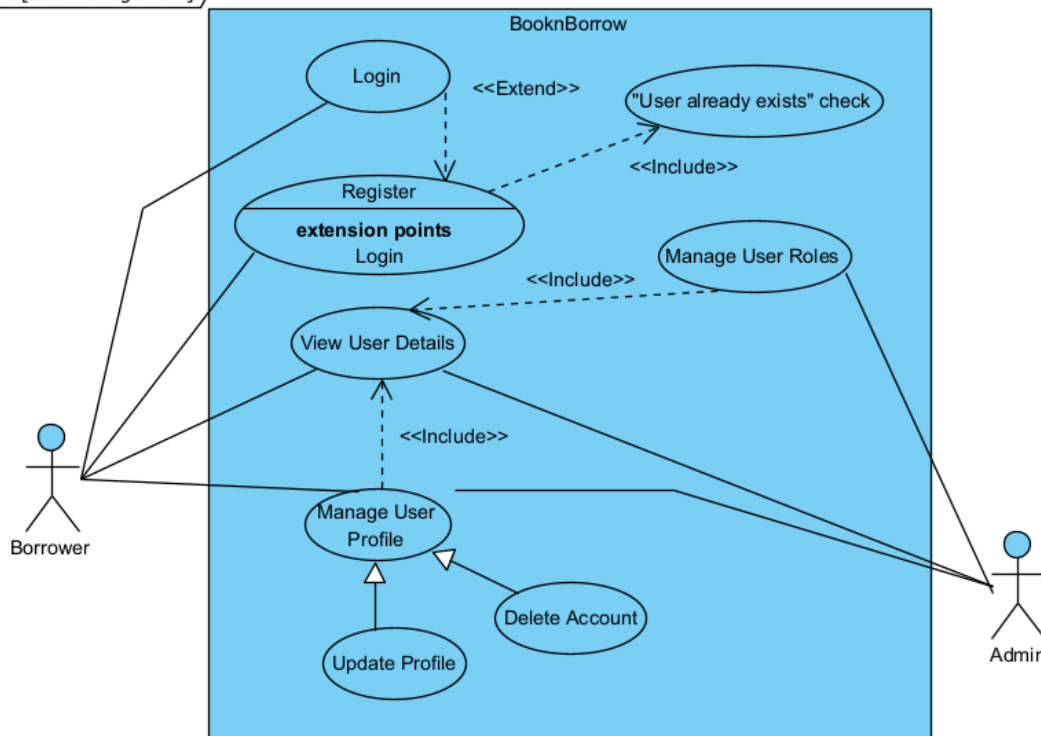 BooknBorrow
Login
<<Extend>>
"User already exists" check
<<Include>>
Register
extension points
Login
Manage User Roles
<<Include>>
View User Details
<<Include>>
Manage User
Profile
Borrower
Delete Account
Update Profile
Admin